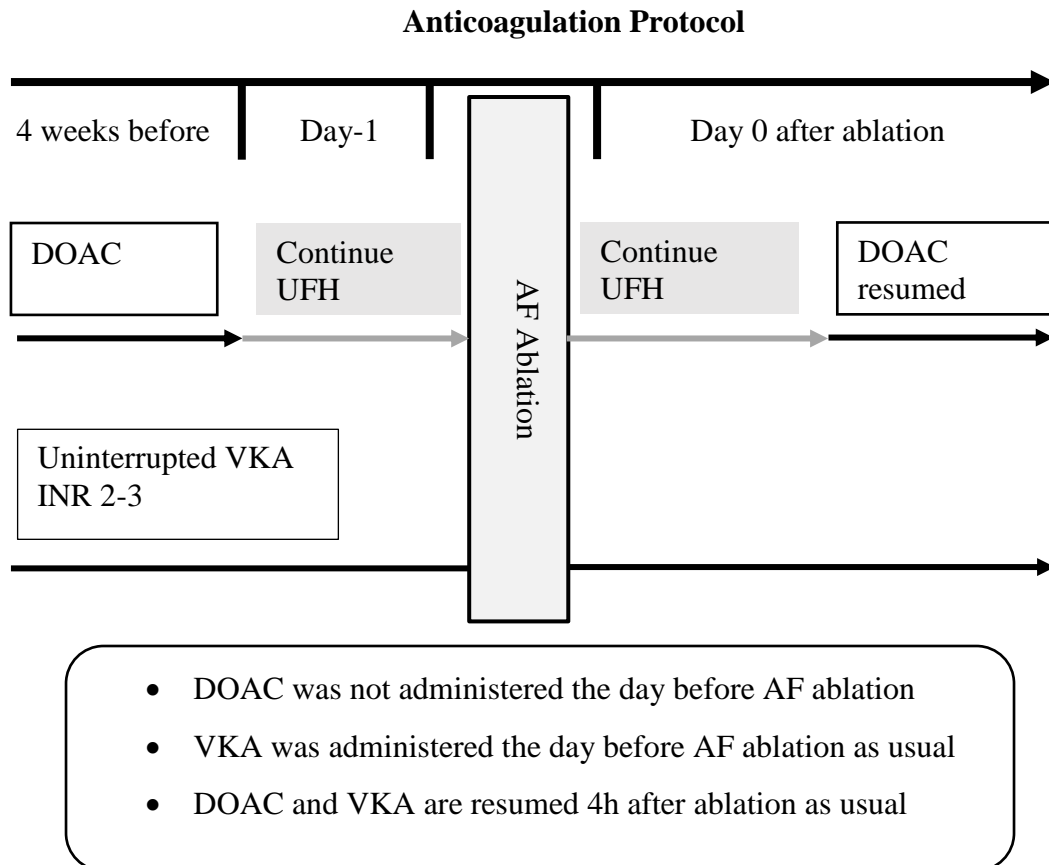 Anticoagulation Protocol
4 weeks before
Day-1
Day 0 after ablation
DOAC
Continue
UFH
AF Ablation
Continue
UFH
DOAC
resumed
Uninterrupted VKA
INR 2-3
• DOAC was not administered the day before AF ablation
• VKA was administered the day before AF ablation as usual
• DOAC and VKA are resumed 4h after ablation as usual